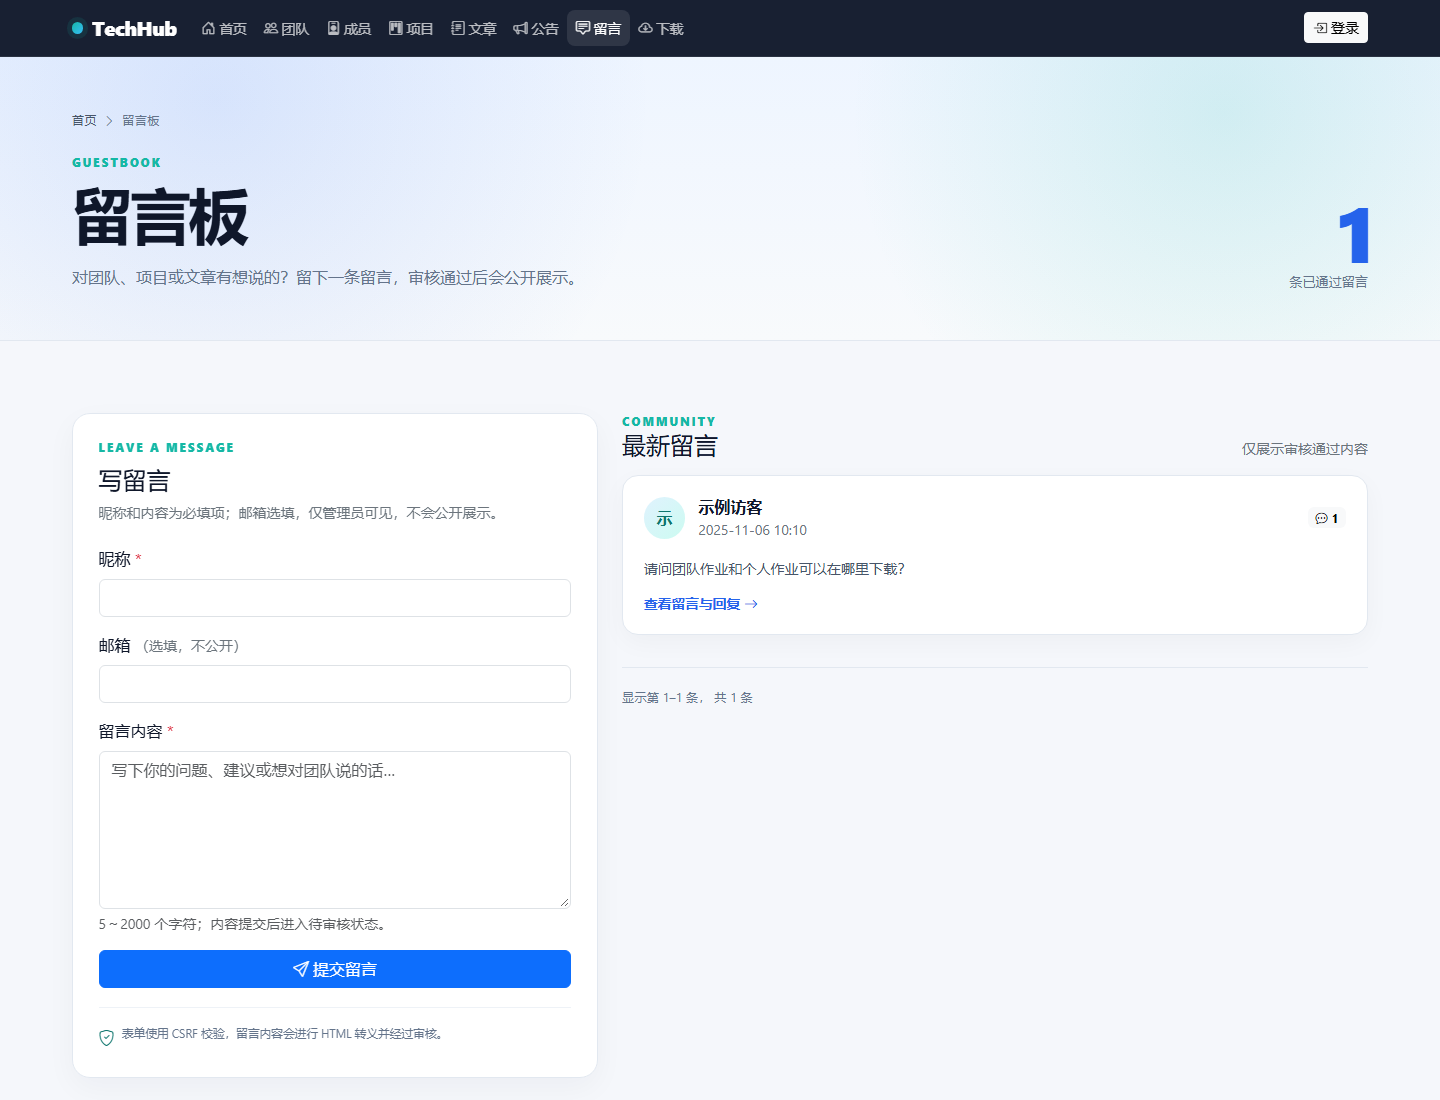 TechHub 首页 团队 成员 项目 文章 公告 留言 下载 登录
首页 留言板
GUESTBOOK
留言板
对团队、项目或文章有想说的？留下一条留言，审核通过后会公开展示。
1
条已通过留言
LEAVE A MESSAGE
写留言
昵称和内容为必填项；邮箱选填，仅管理员可见，不会公开展示。
昵称 *
邮箱 （选填，不公开）
留言内容 *
写下你的问题、建议或想对团队说的话...
5 ~ 2000 个字符；内容提交后进入待审核状态。
提交留言
表单使用 CSRF 校验，留言内容会进行 HTML 转义并经过审核。
COMMUNITY
最新留言
仅展示审核通过内容
示
示例访客
2025-11-06 10:10
1
请问团队作业和个人作业可以在哪里下载？
查看留言与回复
显示第 1–1 条， 共 1 条